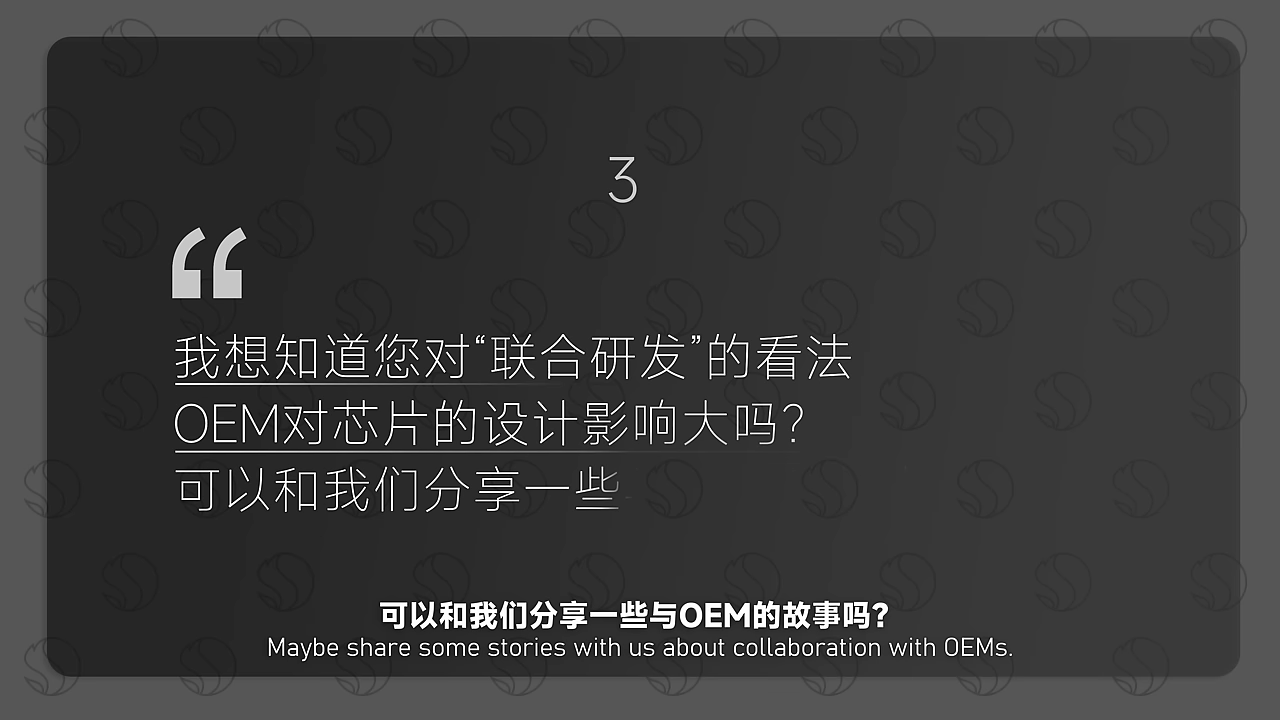 3
“
我想知道您对“联合研发”的看法
OEM对芯片的设计影响大吗?
可以和我们分享一些
可以和我们分享一些与OEM的故事吗?
Maybe share some stories with us about collaboration with OEMs.